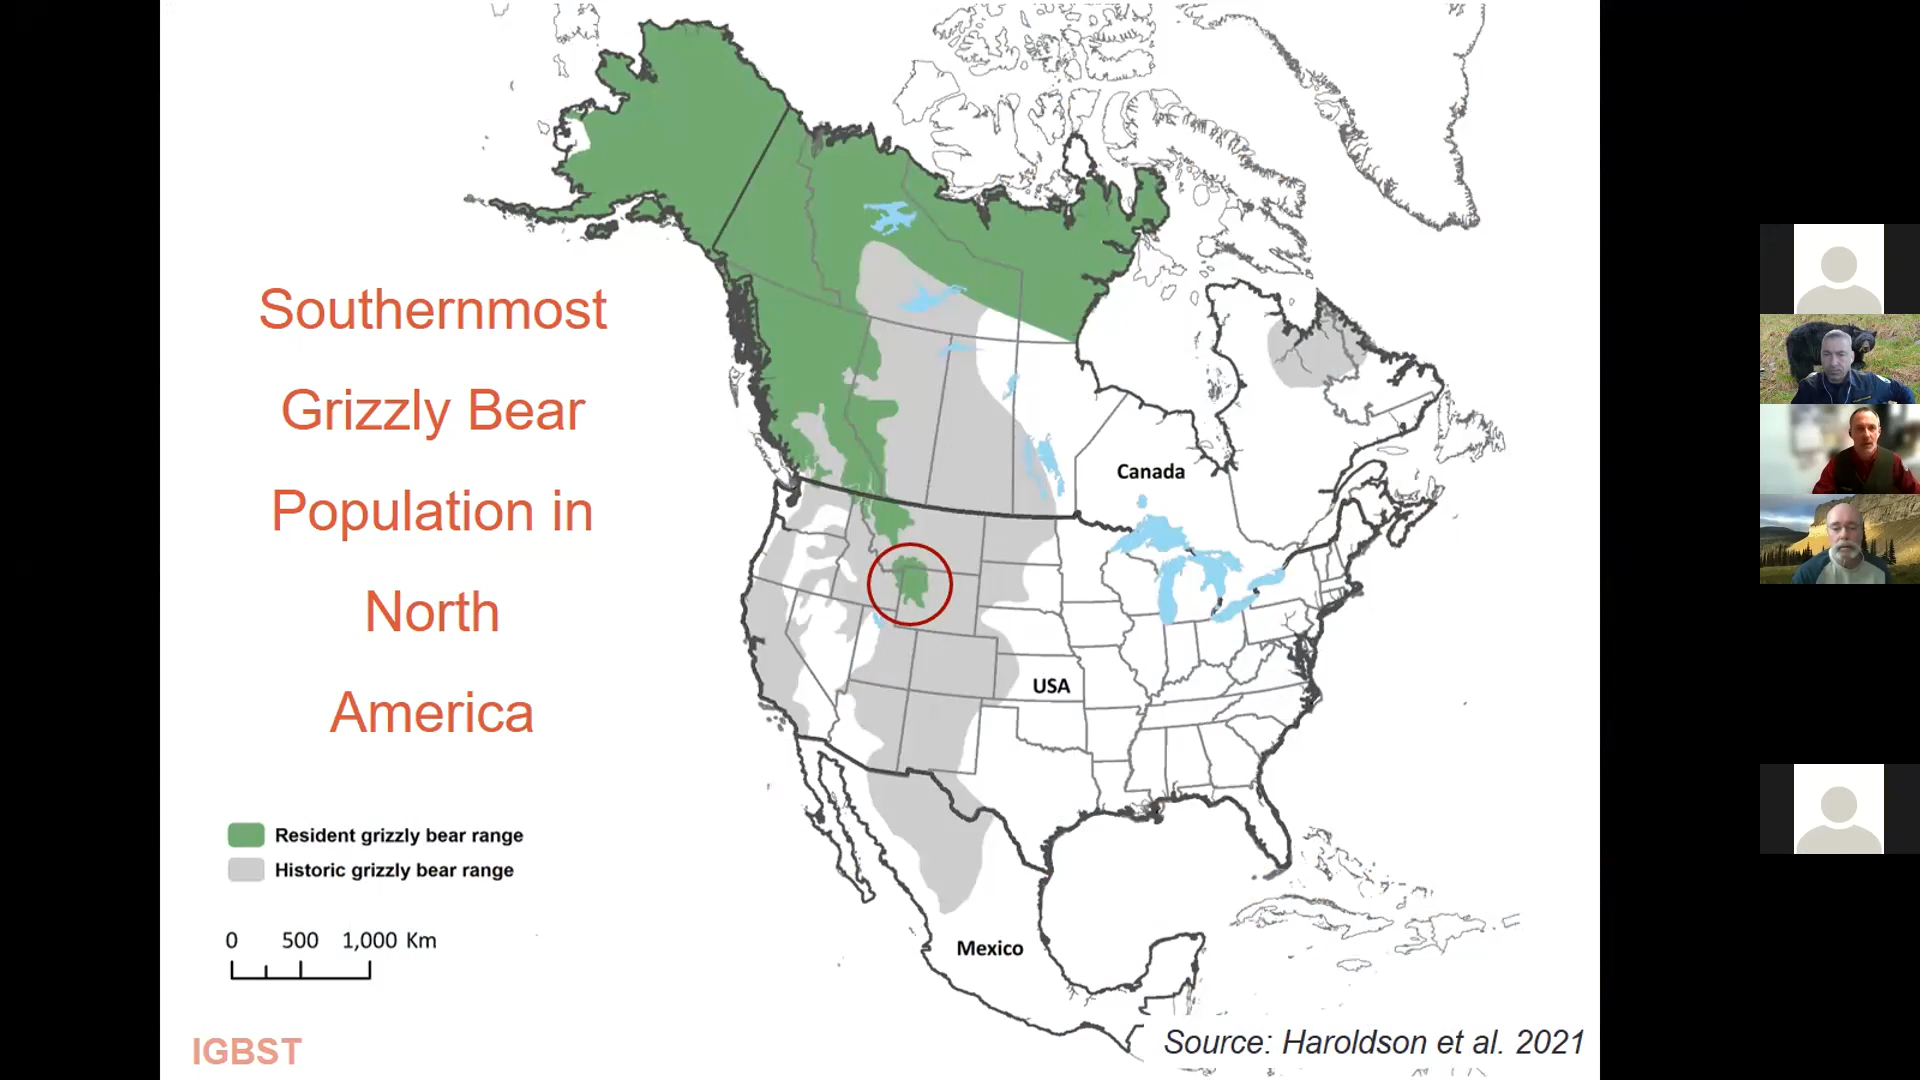 Southernmost
Grizzly Bear
Population in
North
America
Canada
USA
Mexico
Resident grizzly bear range
Historic grizzly bear range
0 500 1,000 Km
IGBST
Source: Haroldson et al. 2021